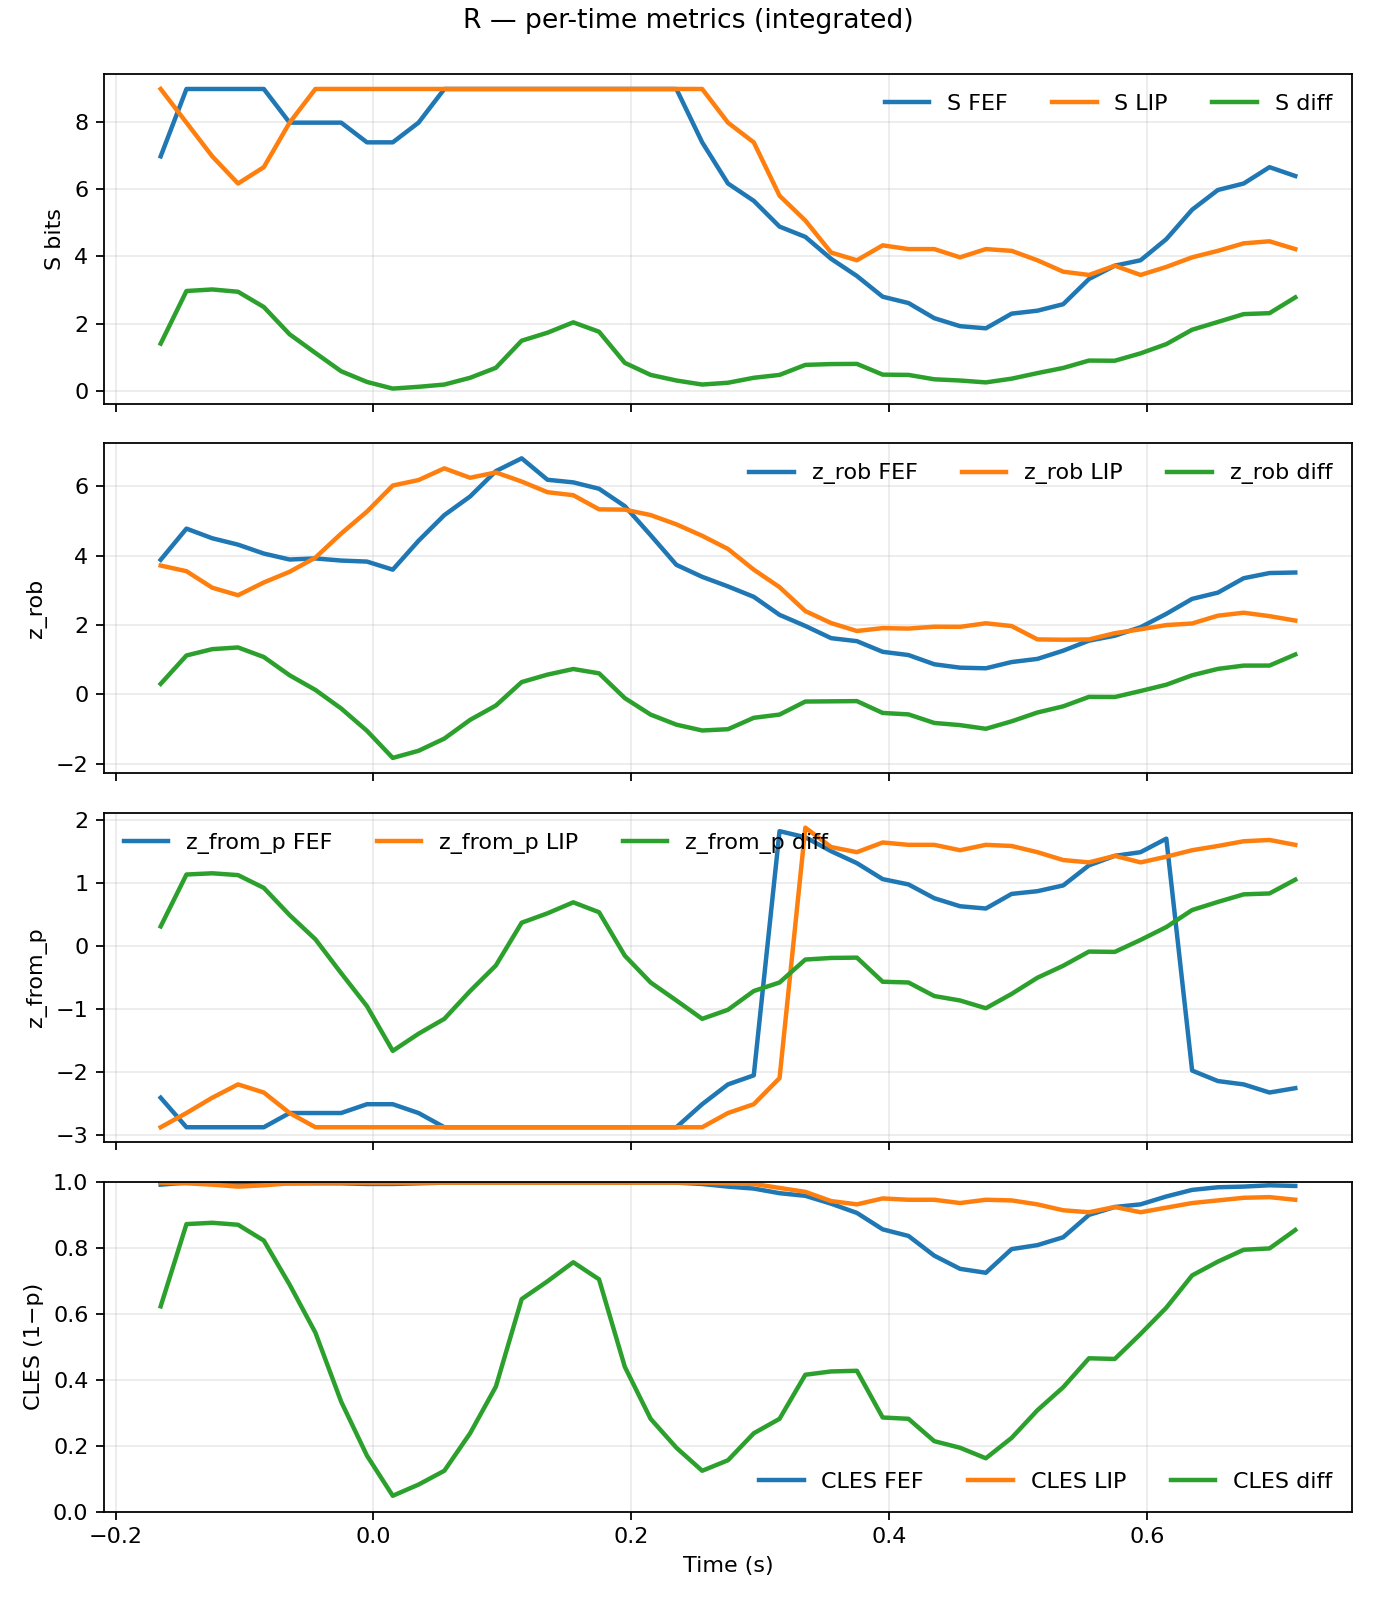 R — per-time metrics (integrated)
S FEF S LIP S diff
8
6
4
2
0
S bits
z_rob FEF z_rob LIP z_rob diff
6
4
2
0
−2
z_rob
z_from_p FEF z_from_p LIP z_from_p diff
2
1
0
−1
−2
−3
z_from_p
1.0
0.8
0.6
0.4
0.2
0.0
CLES (1−p)
CLES FEF CLES LIP CLES diff
−0.2 0.0 0.2 0.4 0.6
Time (s)